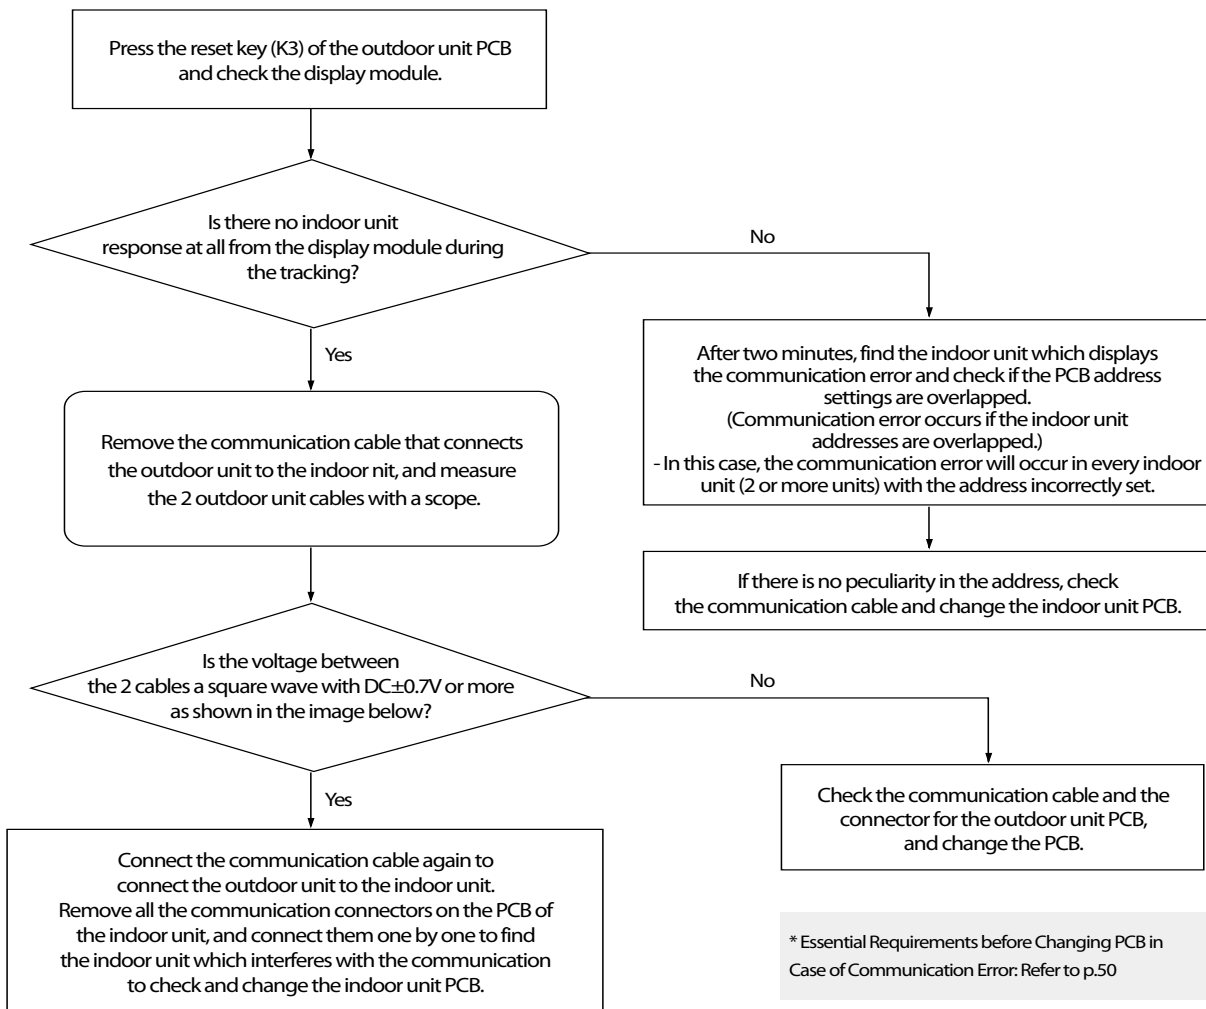 Press the reset key (K3) of the outdoor unit PCB
and check the display module.
Is there no indoor unit
response at all from the display module during
the tracking?
No
Yes
After two minutes, find the indoor unit which displays
the communication error and check if the PCB address
settings are overlapped.
(Communication error occurs if the indoor unit
addresses are overlapped.)
- In this case, the communication error will occur in every indoor
unit (2 or more units) with the address incorrectly set.
Remove the communication cable that connects
the outdoor unit to the indoor nit, and measure
the 2 outdoor unit cables with a scope.
If there is no peculiarity in the address, check
the communication cable and change the indoor unit PCB.
Is the voltage between
the 2 cables a square wave with DC±0.7V or more
as shown in the image below?
No
Yes
Check the communication cable and the
connector for the outdoor unit PCB,
and change the PCB.
Connect the communication cable again to
connect the outdoor unit to the indoor unit.
Remove all the communication connectors on the PCB of
the indoor unit, and connect them one by one to find
the indoor unit which interferes with the communication
to check and change the indoor unit PCB.
* Essential Requirements before Changing PCB in
Case of Communication Error: Refer to p.50